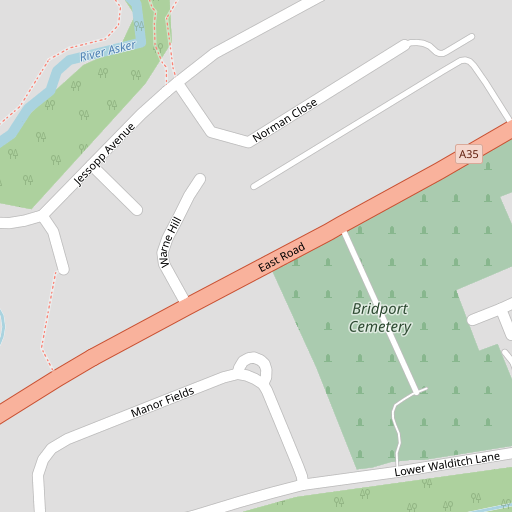 River Asker
Norman Close
Jessopp Avenue
A35
Warne Hill
East Road
Bridport
Cemetery
Manor Fields
Lower Walditch Lane